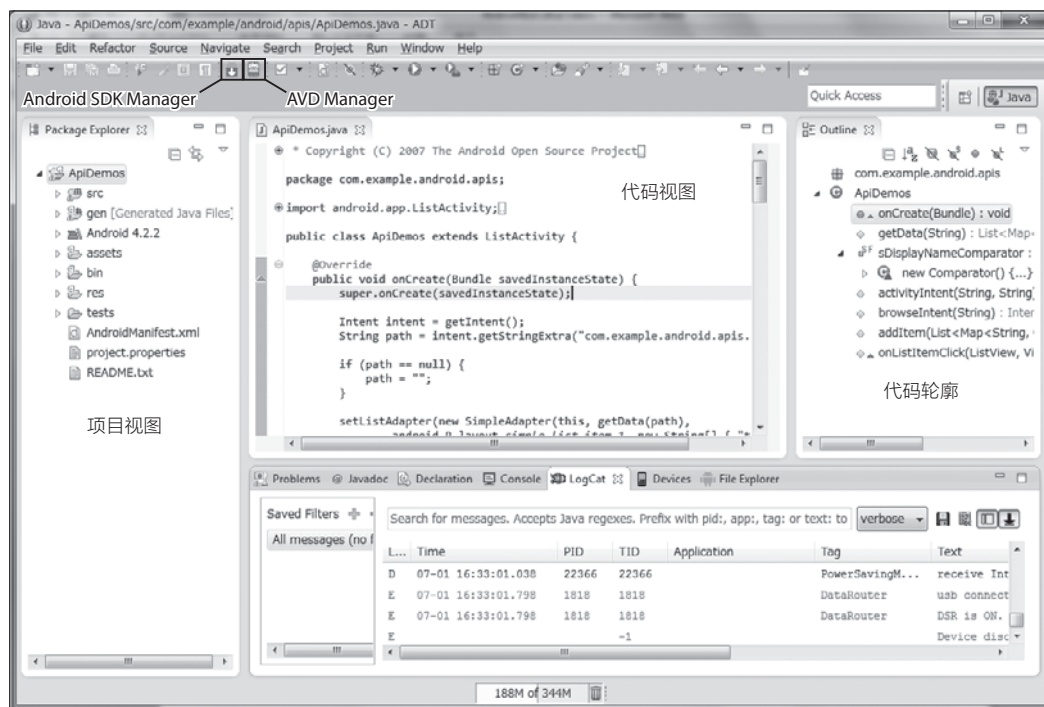 Java - ApiDemos/src/com/example/android/apis/ApiDemos.java - ADT
File Edit Refactor Source Navigate Search Project Run Window Help
Android SDK Manager
AVD Manager
Quick Access
Java
Package Explorer
ApiDemos
src
gen [Generated Java Files]
Android 4.2.2
assets
bin
res
tests
AndroidManifest.xml
project.properties
README.txt
项目视图
ApiDemos.java
* Copyright (C) 2007 The Android Open Source Project
package com.example.android.apis;
代码视图
import android.app.ListActivity;
public class ApiDemos extends ListActivity {
@Override
public void onCreate(Bundle savedInstanceState) {
super.onCreate(savedInstanceState);
Intent intent = getIntent();
String path = intent.getStringExtra("com.example.android.apis.
if (path == null) {
path = "";
}
setListAdapter(new SimpleAdapter(this, getData(path),
android.R.layout.simple_list_item_1, new String[] { "t
Outline
com.example.android.apis
ApiDemos
onCreate(Bundle) : void
getData(String) : List<Map<
sDisplayNameComparator :
new Comparator() {...}
activityIntent(String, String)
browseIntent(String) : Inter
addItem(List<Map<String,
onListItemClick(ListView, Vi
代码轮廓
Problems @ Javadoc Declaration Console LogCat Devices File Explorer
Saved Filters
All messages (no f
Search for messages. Accepts Java regexes. Prefix with pid:, app:, tag: or text: to
verbose
L... Time PID TID Application Tag Text
D 07-01 16:33:01.038 22366 22366 PowerSavingM... receive Int
E 07-01 16:33:01.798 1818 1818 DataRouter usb connect
E 07-01 16:33:01.798 1818 1818 DataRouter DSR is ON.
E -1 Device disc
188M of 344M